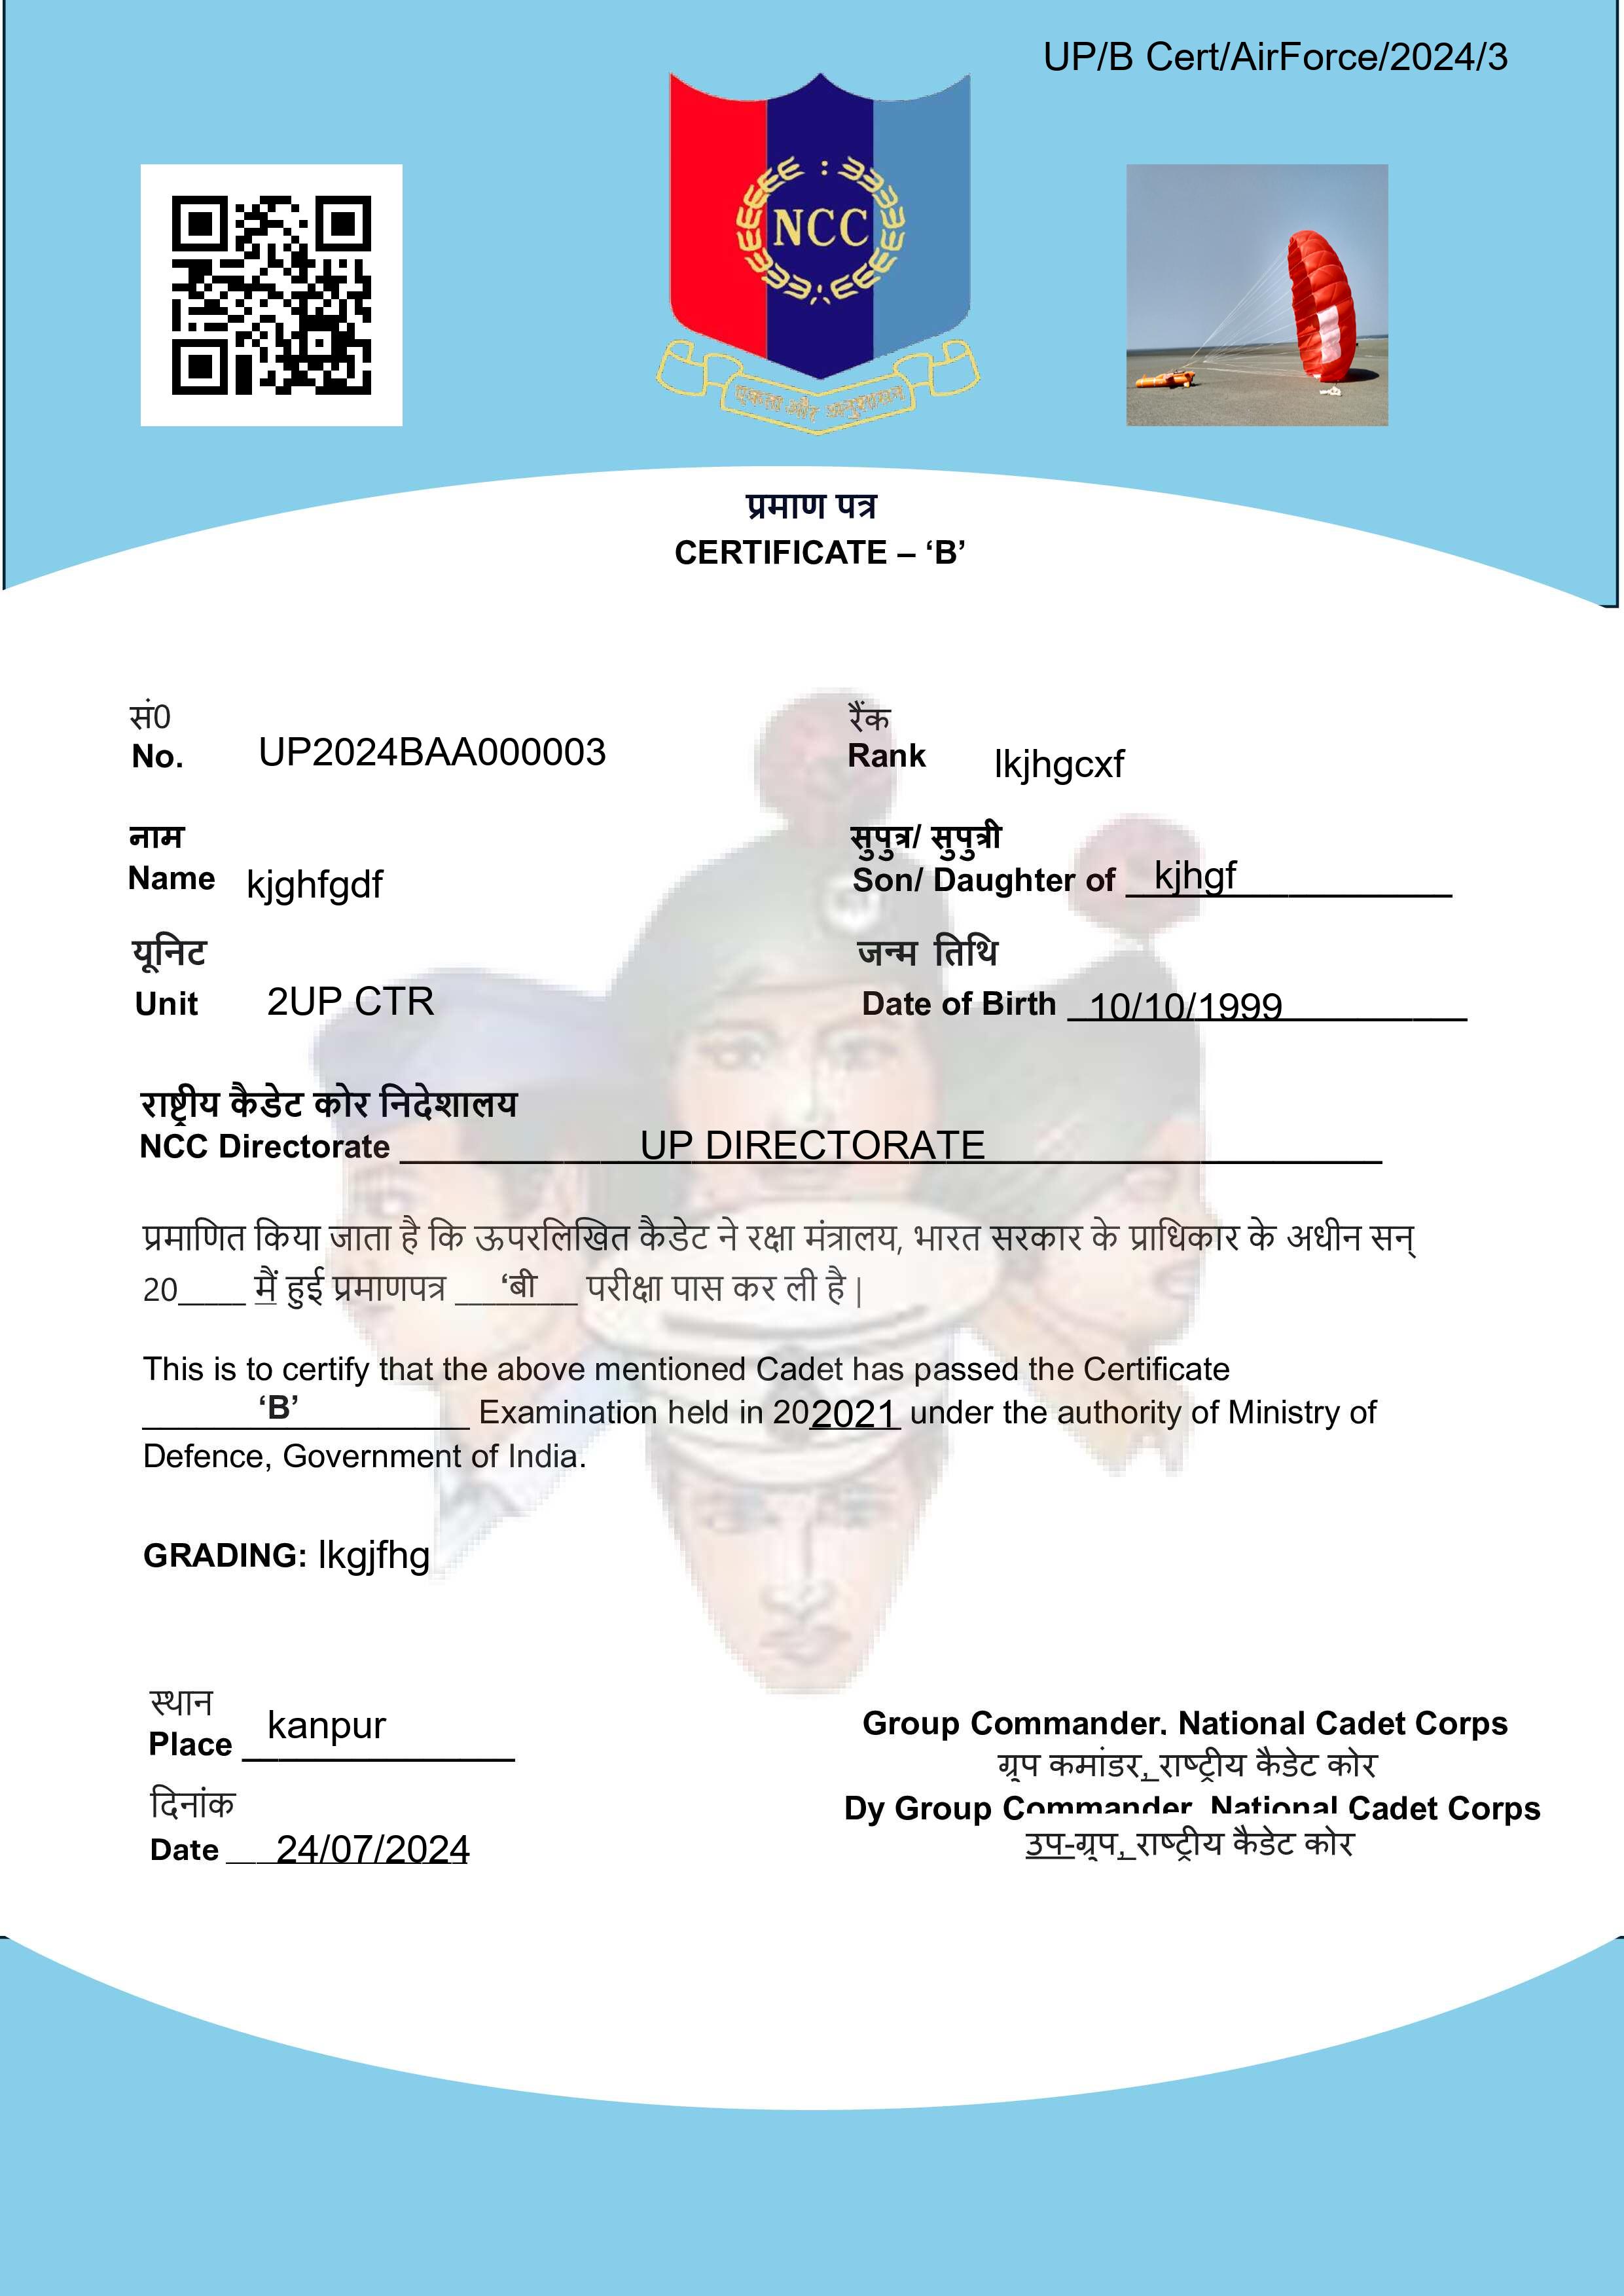 UP/B Cert/AirForce/2024/3
NCC
एकता और अनुशासन
प्रमाण पत्र
CERTIFICATE – ‘B’
सं0
No. UP2024BAA000003
रैंक
Rank lkjhgcxf
नाम
Name kjghfgdf
सुपुत्र/ सुपुत्री
Son/ Daughter of kjhgf
यूनिट
Unit 2UP CTR
जन्म तिथि
Date of Birth 10/10/1999
राष्ट्रीय कैडेट कोर निदेशालय
NCC Directorate UP DIRECTORATE
प्रमाणित किया जाता है कि ऊपरलिखित कैडेट ने रक्षा मंत्रालय, भारत सरकार के प्राधिकार के अधीन सन्
20____ मैं हुई प्रमाणपत्र ‘बी परीक्षा पास कर ली है |
This is to certify that the above mentioned Cadet has passed the Certificate
‘B’ Examination held in 202021 under the authority of Ministry of
Defence, Government of India.
GRADING: lkgjfhg
स्थान
Place kanpur
दिनांक
Date 24/07/2024
Group Commander, National Cadet Corps
ग्रुप कमांडर, राष्ट्रीय कैडेट कोर
Dy Group Commander, National Cadet Corps
उप-ग्रुप, राष्ट्रीय कैडेट कोर